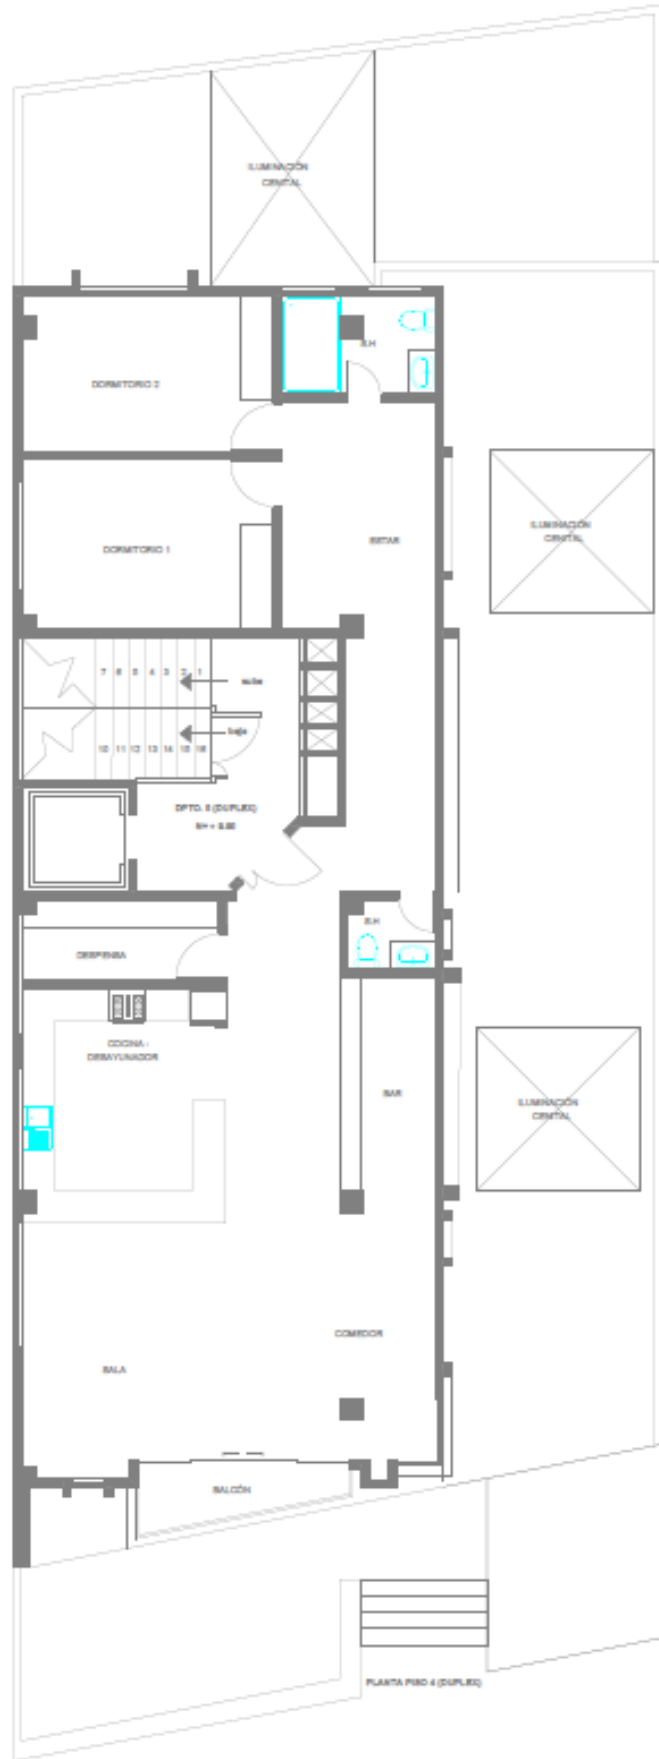 ILUMINACIÓN
CENITAL
S.H
DORMITORIO 2
ILUMINACIÓN
CENITAL
ESTAR
DORMITORIO 1
7 6 5 4 3 2 1
sube
baja
10 11 12 13 14 15 16
DPTO. 8 (DUPLEX)
S.H
DESPENSA
COCINA -
DESAYUNADOR
BAR
ILUMINACIÓN
CENITAL
COMEDOR
SALA
BALCÓN
PLANTA PISO 4 (DUPLEX)